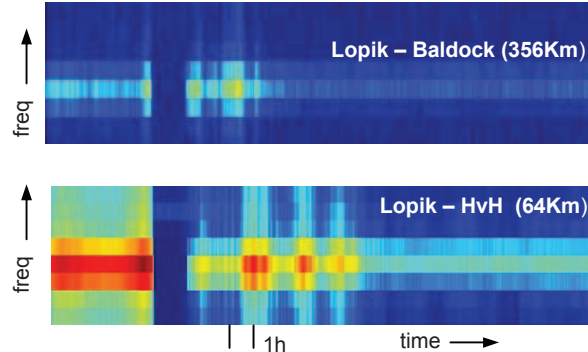 Lopik – Baldock (356Km)
freq
Lopik – HvH (64Km)
freq
1h
time